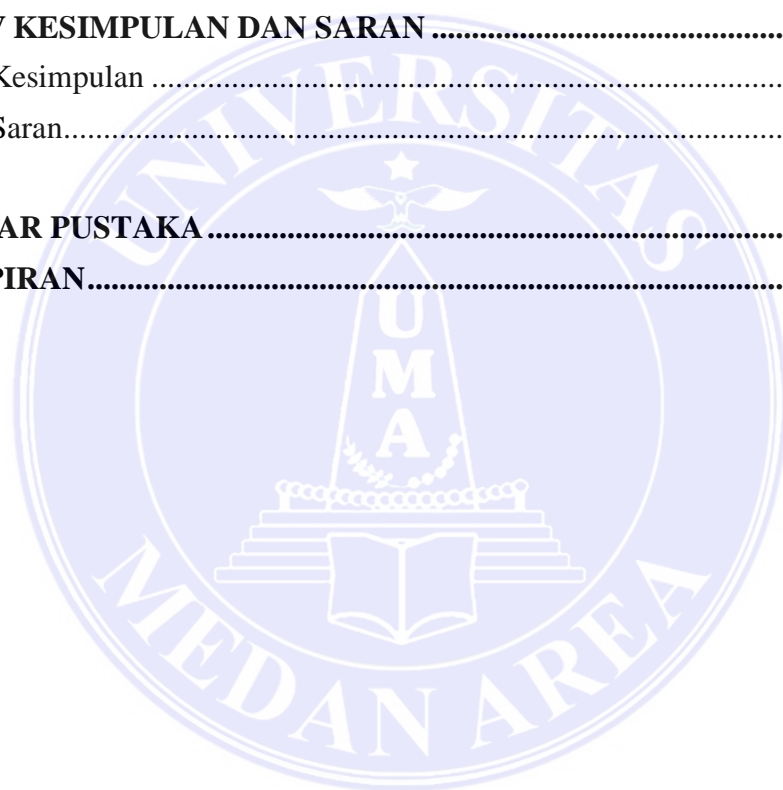 V KESIMPULAN DAN SARAN ..........................................
Kesimpulan ..............................................................................
Saran.........................................................................................
AR PUSTAKA ......................................................................
PIRAN.....................................................................................
UNIVERSITAS
UMA
MEDAN AREA